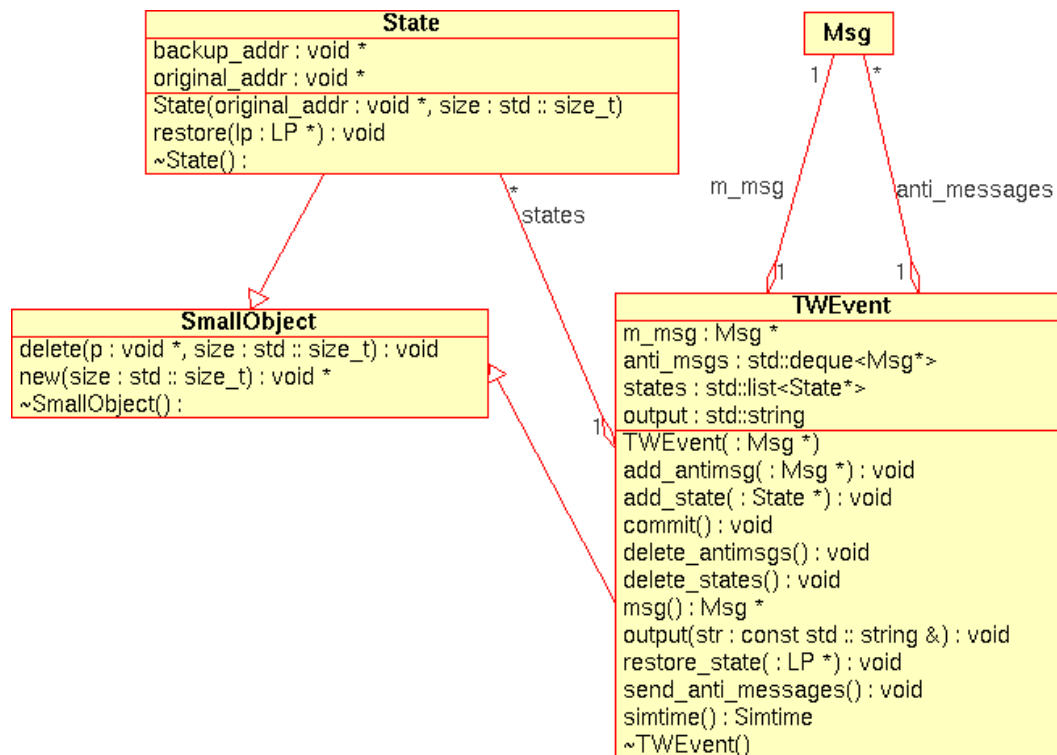 State
backup_addr : void *
original_addr : void *
State(original_addr : void *, size : std :: size_t)
restore(lp : LP *) : void
~State() :
Msg
1
*
m_msg
anti_messages
1
1
*
states
1
SmallObject
delete(p : void *, size : std :: size_t) : void
new(size : std :: size_t) : void *
~SmallObject() :
TWEvent
m_msg : Msg *
anti_msgs : std::deque<Msg*>
states : std::list<State*>
output : std::string
TWEvent( : Msg *)
add_antimsg( : Msg *) : void
add_state( : State *) : void
commit() : void
delete_antimsgs() : void
delete_states() : void
msg() : Msg *
output(str : const std :: string &) : void
restore_state( : LP *) : void
send_anti_messages() : void
simtime() : Simtime
~TWEvent()